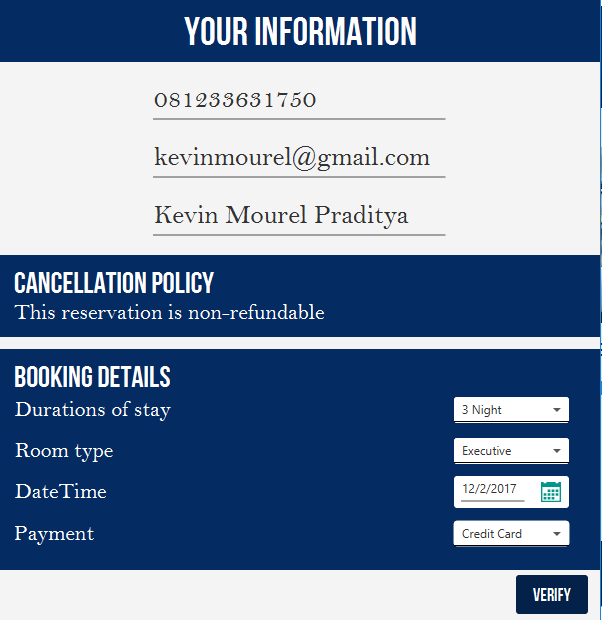 YOUR INFORMATION
081233631750
kevinmourel@gmail.com
Kevin Mourel Praditya
CANCELLATION POLICY
This reservation is non-refundable
BOOKING DETAILS
Durations of stay 3 Night
Room type Executive
DateTime 12/2/2017
Payment Credit Card
VERIFY